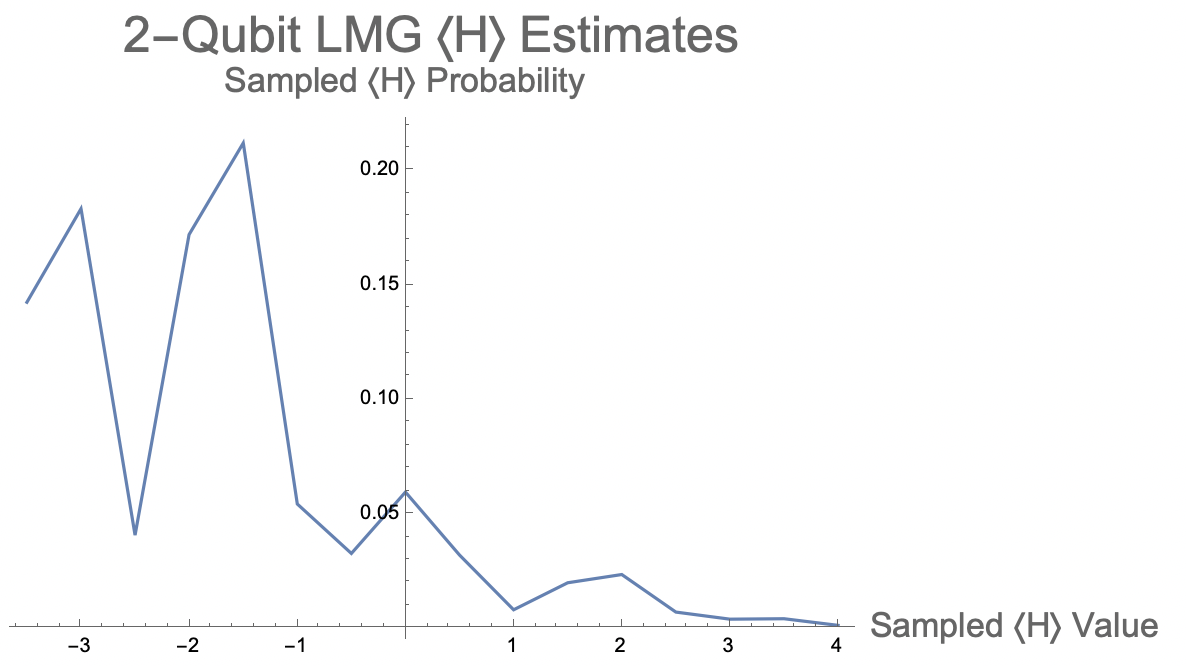 2−Qubit LMG ⟨H⟩ Estimates
Sampled ⟨H⟩ Probability
0.20
0.15
0.10
0.05
−3 −2 −1 1 2 3 4
Sampled ⟨H⟩ Value